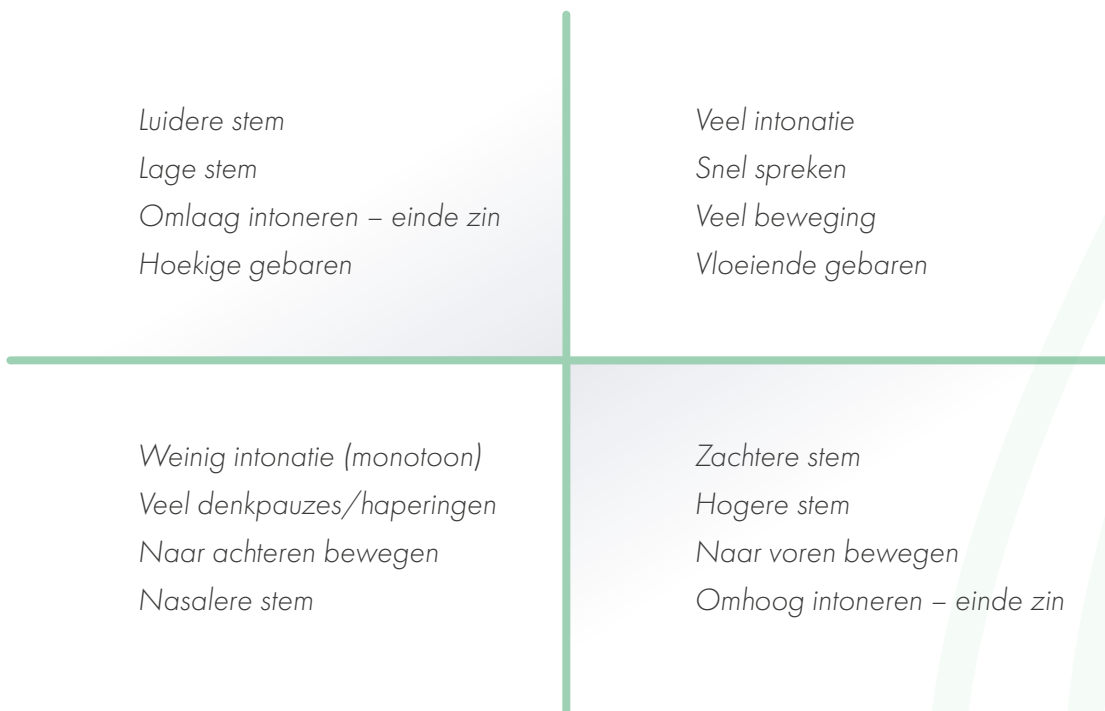 Luidere stem
Lage stem
Omlaag intoneren – einde zin
Hoekige gebaren
Veel intonatie
Snel spreken
Veel beweging
Vloeiende gebaren
Weinig intonatie (monotoon)
Veel denkpauzes/haperingen
Naar achteren bewegen
Nasalere stem
Zachtere stem
Hogere stem
Naar voren bewegen
Omhoog intoneren – einde zin